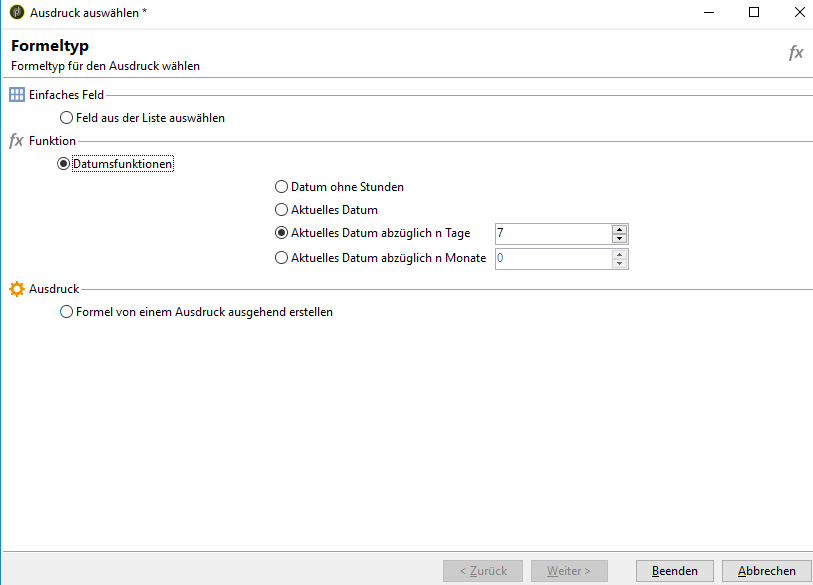 Ausdruck auswählen *
Formeltyp
Formeltyp für den Ausdruck wählen
fx
Einfaches Feld
Feld aus der Liste auswählen
fx Funktion
Datumsfunktionen
Datum ohne Stunden
Aktuelles Datum
Aktuelles Datum abzüglich n Tage 7
Aktuelles Datum abzüglich n Monate 0
Ausdruck
Formel von einem Ausdruck ausgehend erstellen
< Zurück Weiter > Beenden Abbrechen